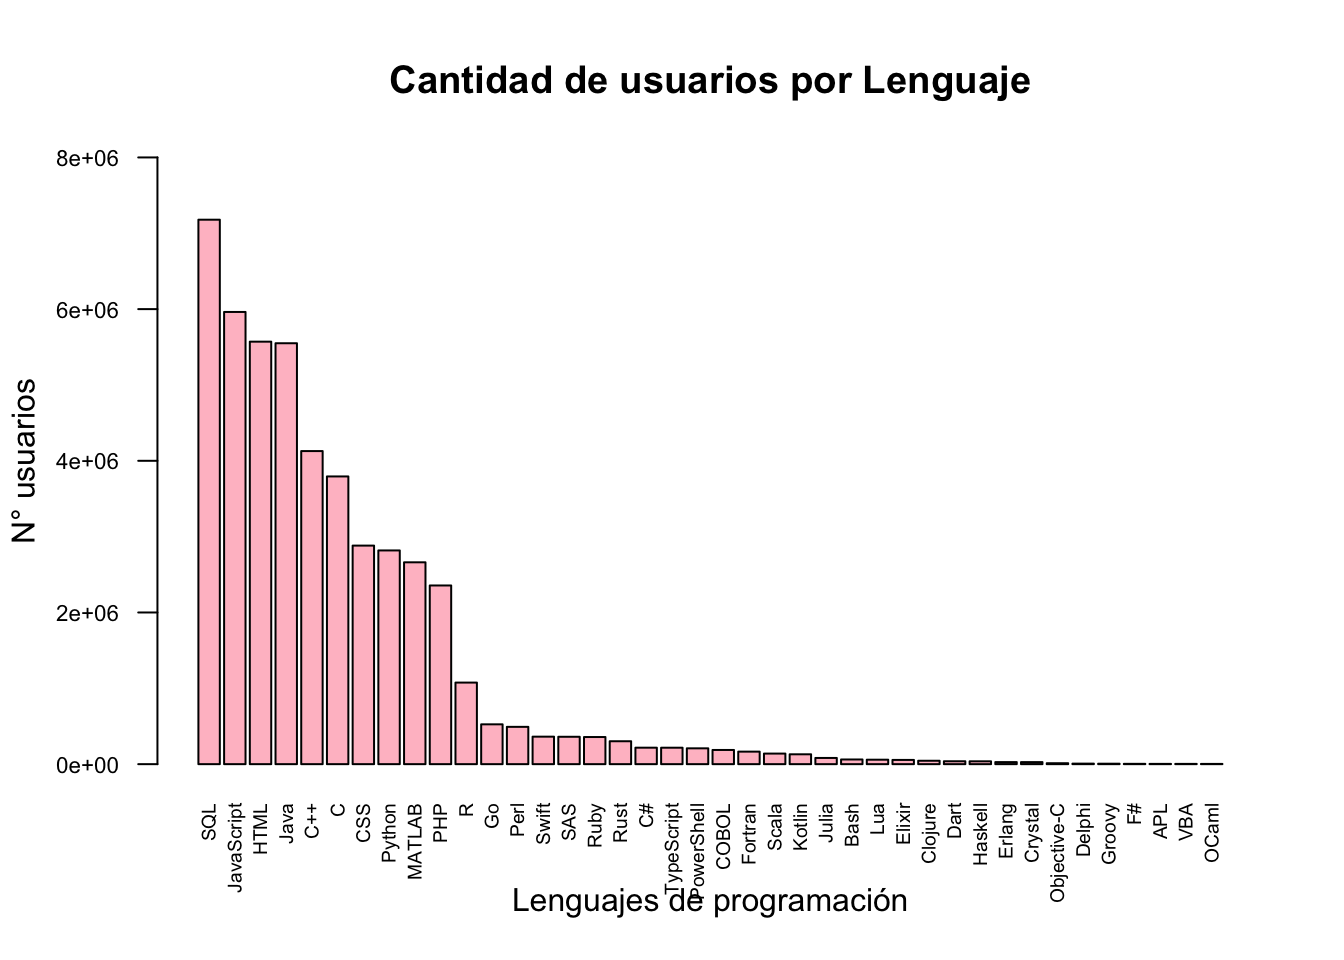 Cantidad de usuarios por Lenguaje
8e+06
6e+06
4e+06
2e+06
0e+00
N° usuarios
SQL
JavaScript
HTML
Java
C++
C
CSS
Python
MATLAB
PHP
R
Go
Perl
Swift
SAS
Ruby
Rust
C#
TypeScript
PowerShell
COBOL
Fortran
Scala
Kotlin
Julia
Bash
Lua
Elixir
Clojure
Dart
Haskell
Erlang
Crystal
Objective-C
Delphi
Groovy
F#
APL
VBA
OCaml
Lenguajes de programación